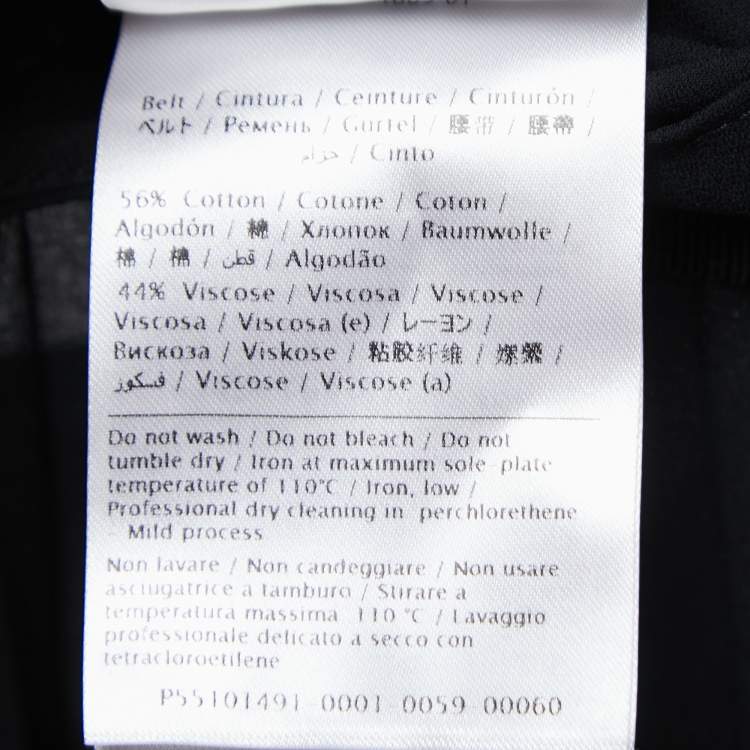 Belt / Cintura / Ceinture / Cinturón /
ベルト / Ремень / Gürtel / 腰带 / 腰帶 /
حزام / Cinto
56% Cotton / Cotone / Coton /
Algodón / 綿 / Хлопок / Baumwolle /
棉 / 棉 / قطن / Algodão
44% Viscose / Viscosa / Viscose /
Viscosa / Viscosa (e) / レーヨン /
Вискоза / Viskose / 粘胶纤维 / 嫘縈 /
فسكوز / Viscose / Viscose (a)
Do not wash / Do not bleach / Do not
tumble dry / Iron at maximum sole-plate
temperature of 110°C / Iron, low /
Professional dry cleaning in perchlorethene
- Mild process
Non lavare / Non candeggiare / Non usare
asciugatrice a tamburo / Stirare a
temperatura massima 110 °C / Lavaggio
professionale delicato a secco con
tetracloroetilene
P55101491-0001-0059-00060